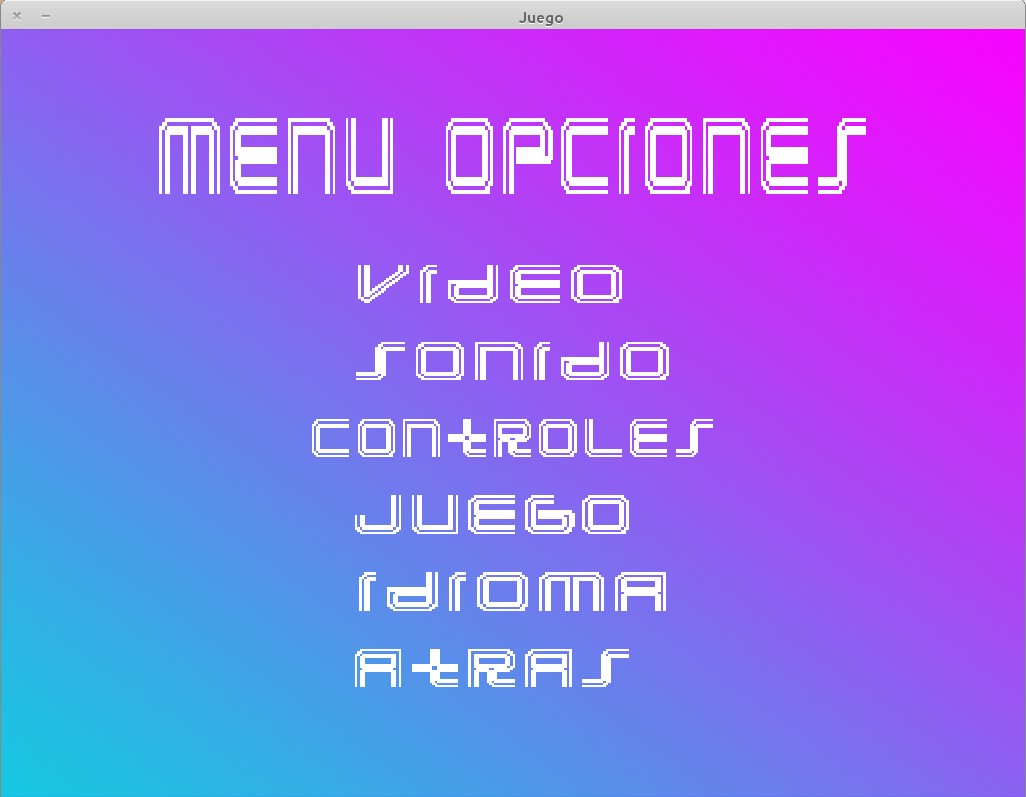 Juego
MENU OPCIONES
VIDEO
SONIDO
CONTROLES
JUEGO
IDIOMA
ATRAS